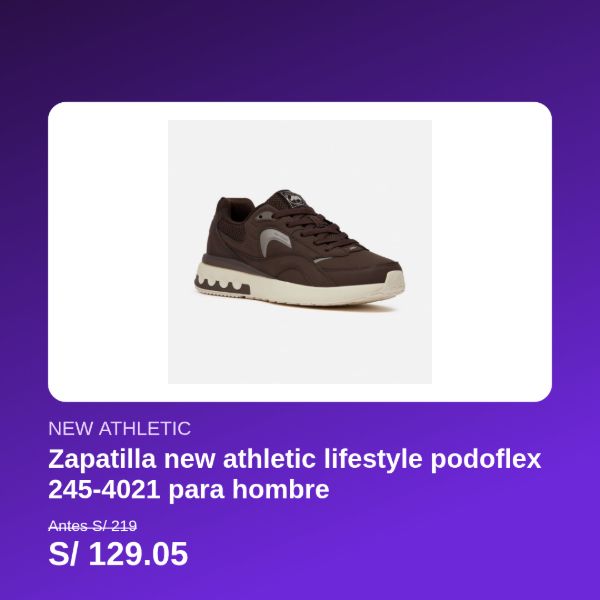 NEW ATHLETIC
Zapatilla new athletic lifestyle podoflex
245-4021 para hombre
Antes S/ 219
S/ 129.05